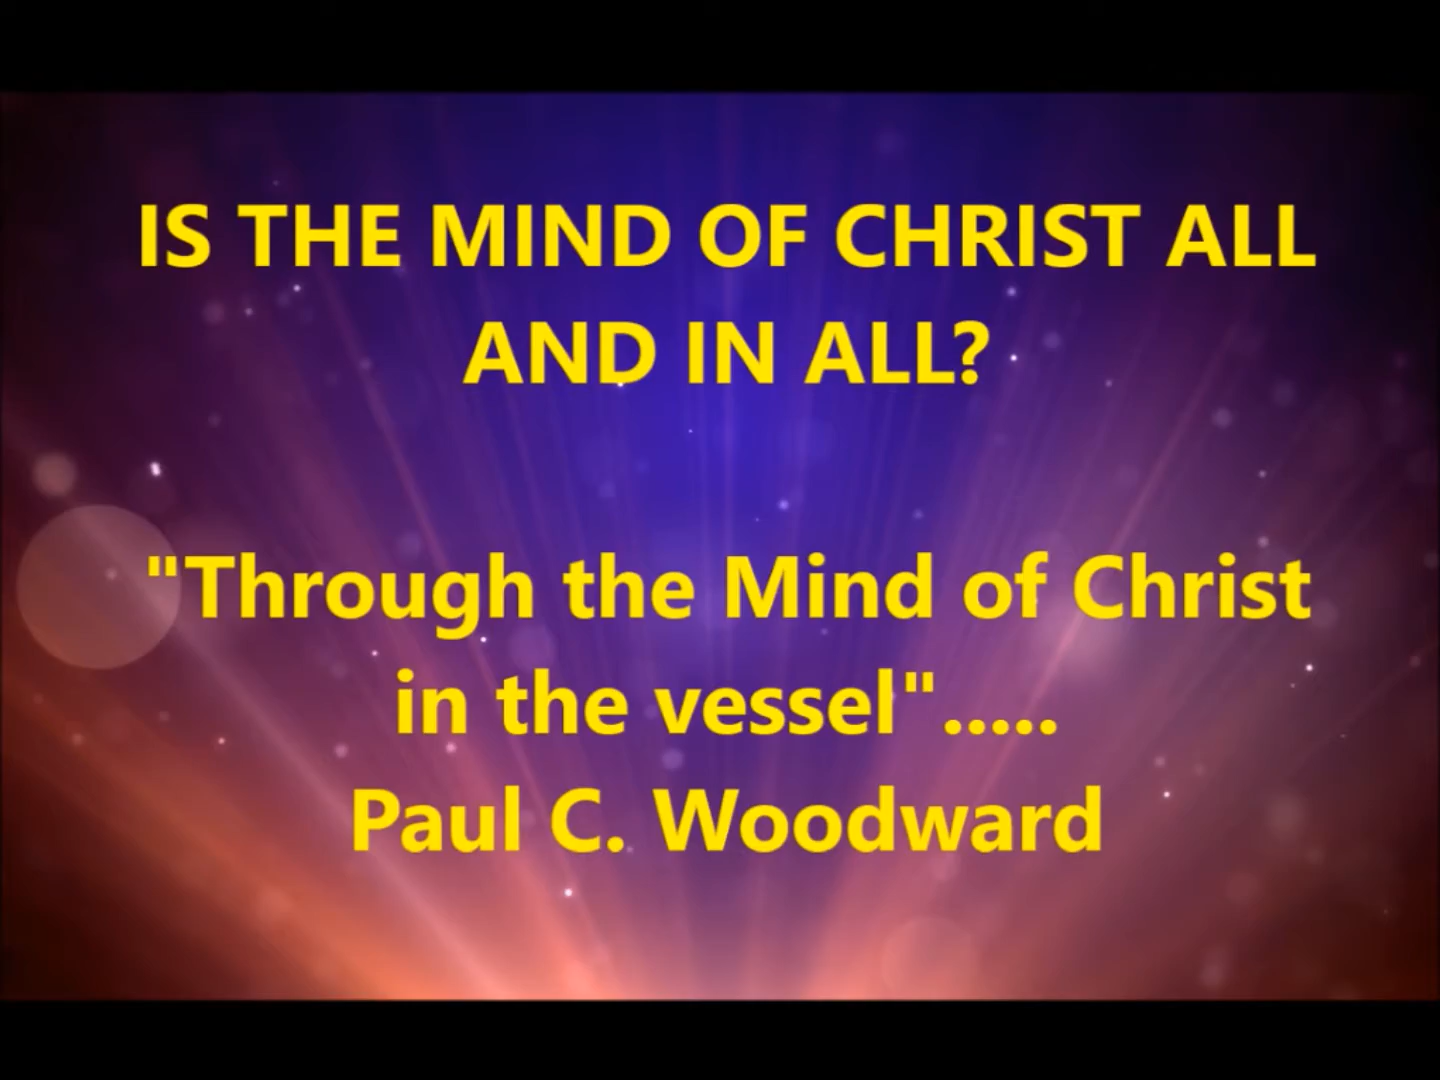 IS THE MIND OF CHRIST ALL
AND IN ALL?
"Through the Mind of Christ
in the vessel".....
Paul C. Woodward